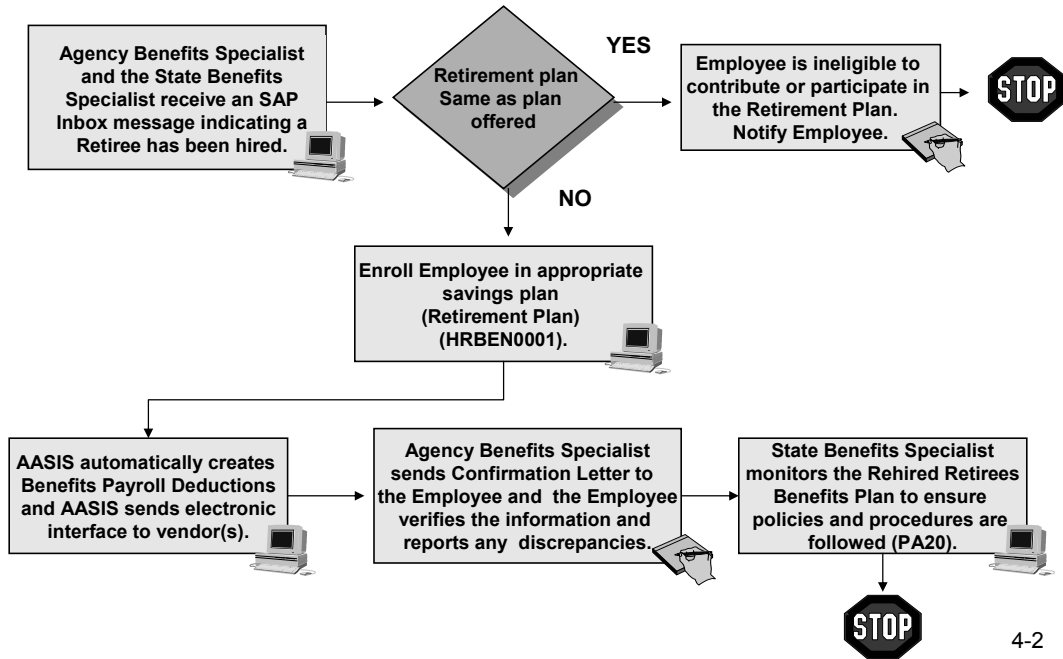 Agency Benefits Specialist
and the State Benefits
Specialist receive an SAP
Inbox message indicating a
Retiree has been hired.
Retirement plan
Same as plan
offered
YES
Employee is ineligible to
contribute or participate in
the Retirement Plan.
Notify Employee.
STOP
NO
Enroll Employee in appropriate
savings plan
(Retirement Plan)
(HRBEN0001).
AASIS automatically creates
Benefits Payroll Deductions
and AASIS sends electronic
interface to vendor(s).
Agency Benefits Specialist
sends Confirmation Letter to
the Employee and the Employee
verifies the information and
reports any discrepancies.
State Benefits Specialist
monitors the Rehired Retirees
Benefits Plan to ensure
policies and procedures are
followed (PA20).
STOP
4-2